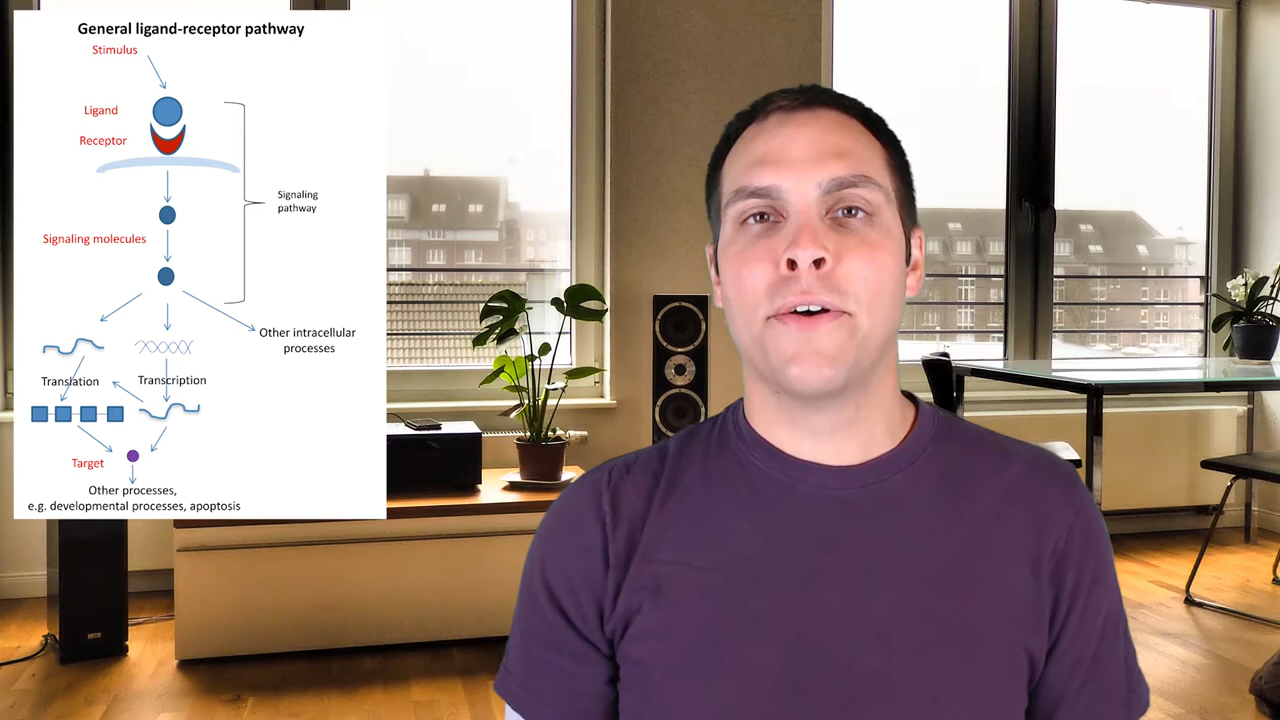 General ligand-receptor pathway
Stimulus
Ligand
Receptor
Signaling
pathway
Signaling molecules
Other intracellular
processes
Translation
Transcription
Target
Other processes,
e.g. developmental processes, apoptosis
HECO